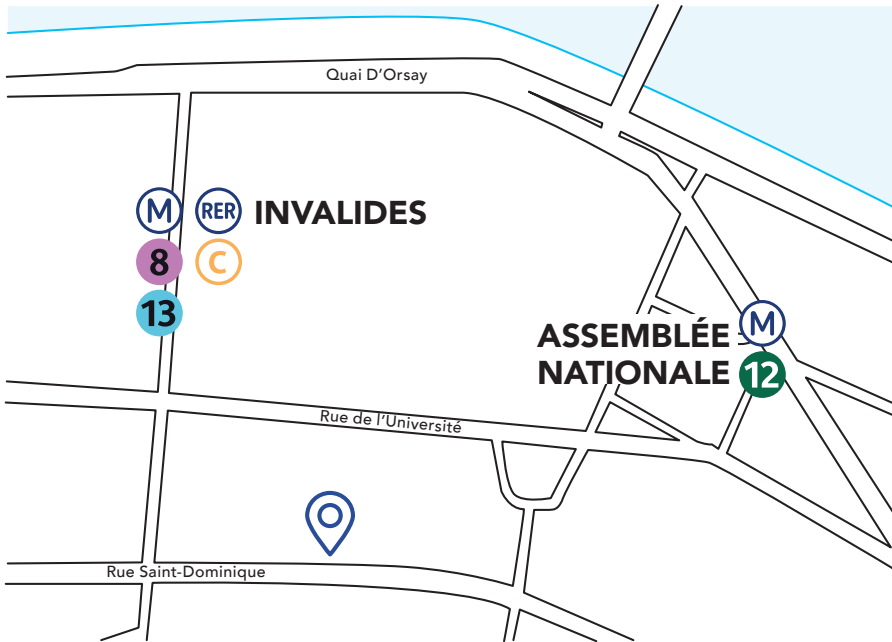 Quai D'Orsay
M RER INVALIDES
8 C
13
ASSEMBLÉE M
NATIONALE 12
Rue de l'Université
Rue Saint-Dominique